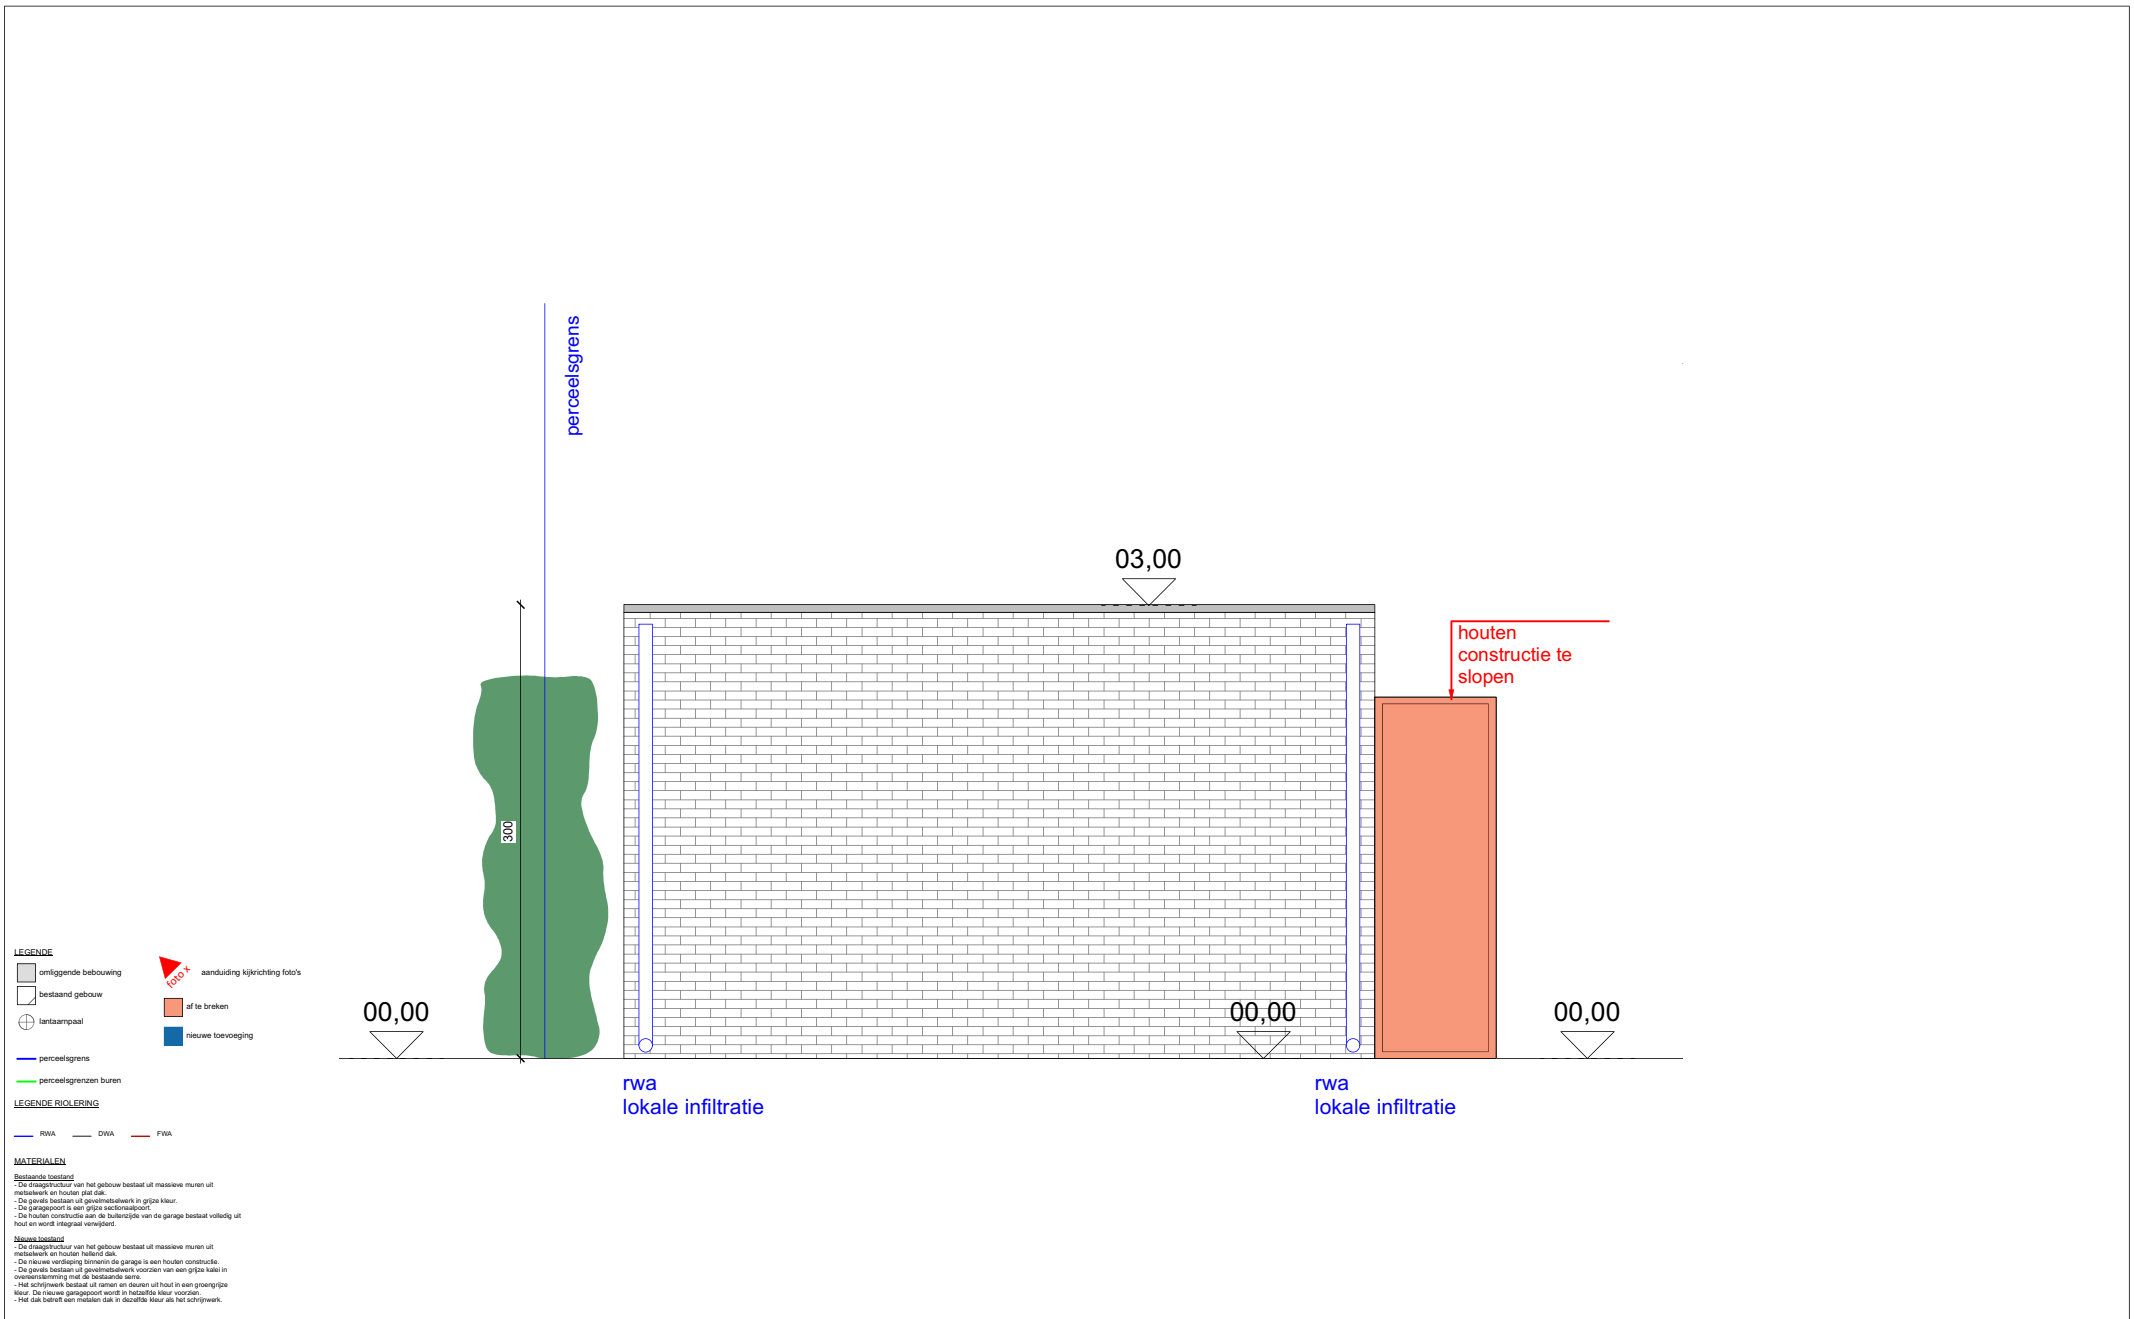 perceelsgrens
03,00
houten
constructie te
slopen
300
00,00
00,00
00,00
rwa
lokale infiltratie
rwa
lokale infiltratie
LEGENDE
omliggende bebouwing
bestaand gebouw
lantaarnpaal
perceelsgrens
perceelsgrenzen buren
foto x
aanduiding kijkrichting foto's
af te breken
nieuwe toevoeging
LEGENDE RIOLERING
RWA DWA FWA
MATERIALEN
Bestaande toestand
- De draagstructuur van het gebouw bestaat uit massieve muren uit
metselwerk en houten plat dak.
- De gevels bestaan uit gevelmetselwerk in grijze kleur.
- De garagepoort is een grijze sectionaalpoort.
- De houten constructie aan de buitenzijde van de garage bestaat volledig uit
hout en wordt integraal verwijderd.
Nieuwe toestand
- De draagstructuur van het gebouw bestaat uit massieve muren uit
metselwerk en houten hellend dak.
- De nieuwe verdieping binnenin de garage is een houten constructie.
- De gevels bestaan uit gevelmetselwerk voorzien van een grijze kalei in
overeenstemming met de bestaande serre.
- Het schrijnwerk bestaat uit ramen en deuren uit hout in een groengrijze
kleur. De nieuwe garagepoort wordt in hetzelfde kleur voorzien.
- Het dak betreft een metalen dak in dezelfde kleur als het schrijnwerk.